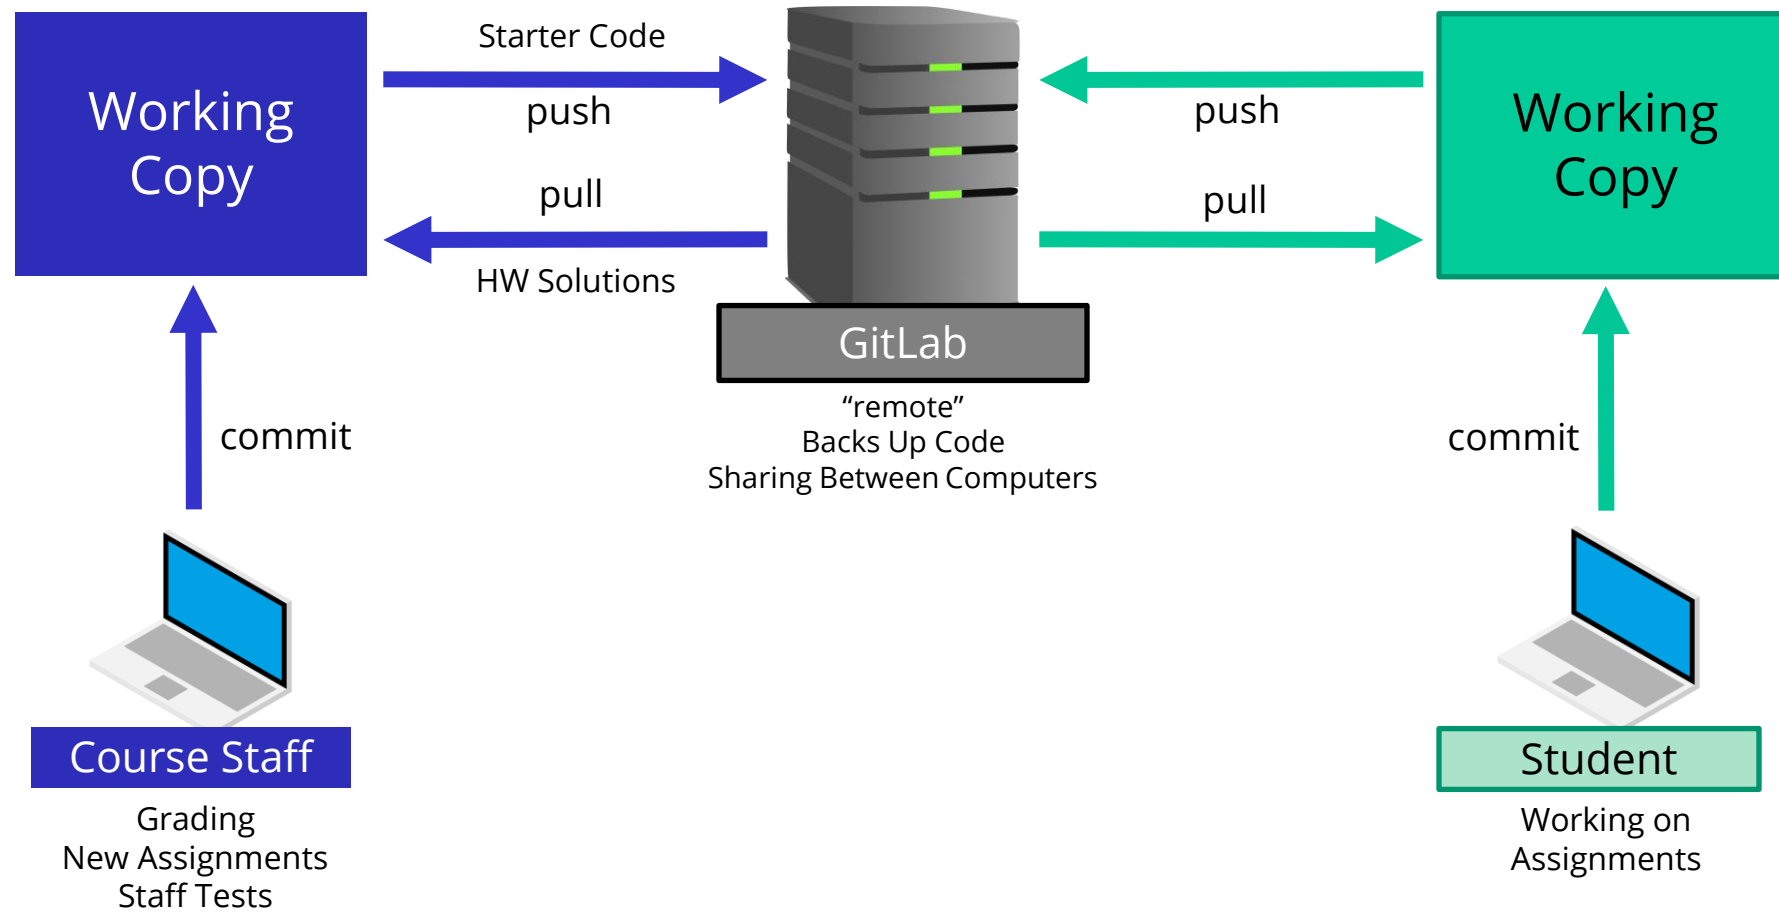 Working
Copy
Starter Code
push
pull
HW Solutions
commit
Course Staff
Grading
New Assignments
Staff Tests
GitLab
“remote”
Backs Up Code
Sharing Between Computers
push
pull
Working
Copy
commit
Student
Working on
Assignments